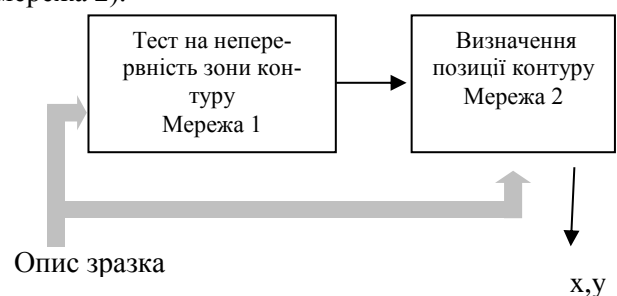 мережа 2).
Тест на непере-
рвність зони кон-
туру
Мережа 1
Визначення
позиції контуру
Мережа 2
Опис зразка
x,y